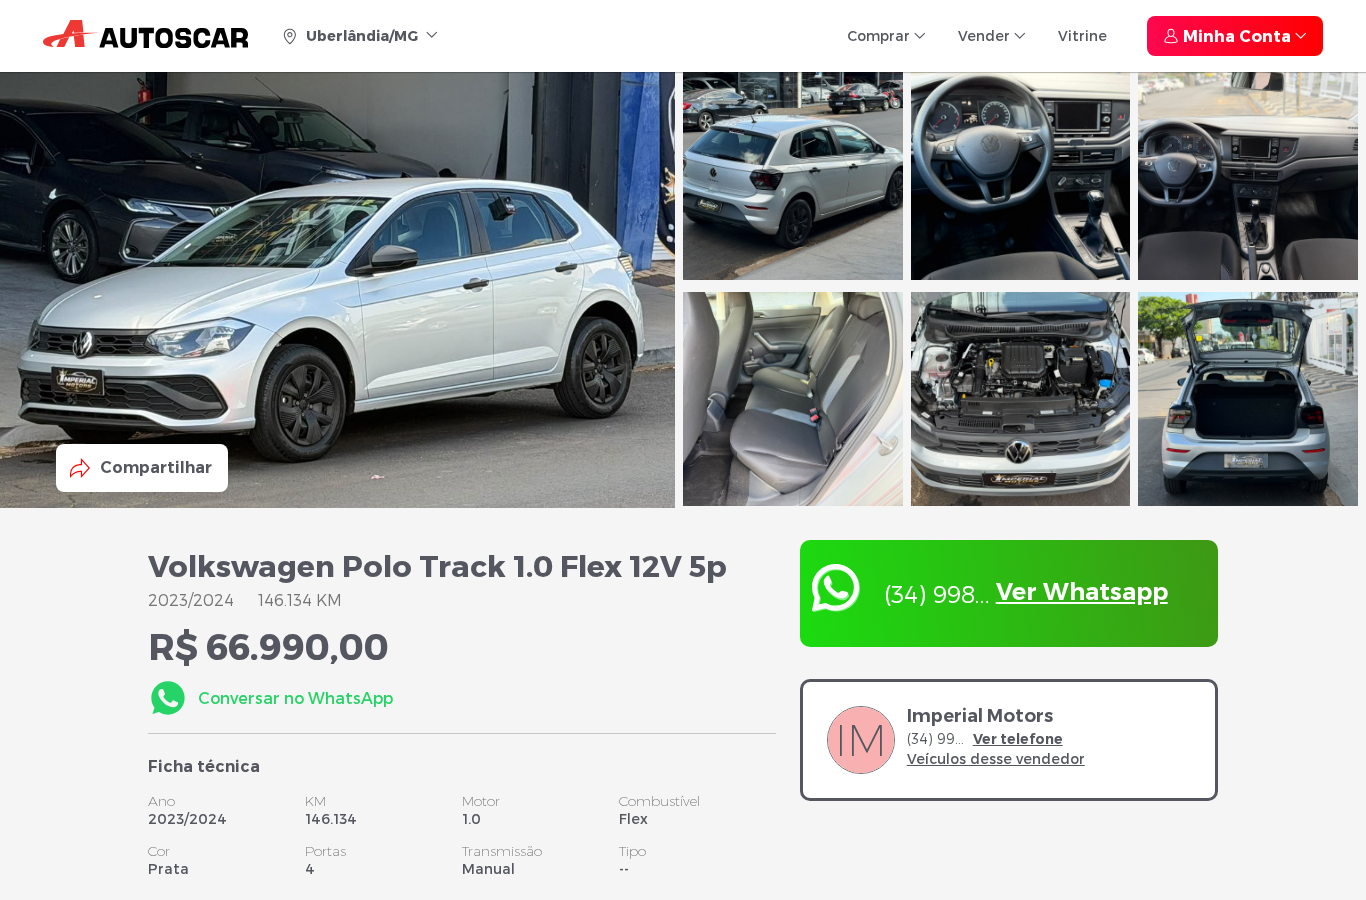 AUTOSCAR
Uberlândia/MG
Comprar
Vender
Vitrine
Minha Conta
IMPERIAL
MOTORS
IMPERIAL
Compartilhar
Volkswagen Polo Track 1.0 Flex 12V 5p
2023/2024 146.134 KM
R$ 66.990,00
Conversar no WhatsApp
(34) 998... Ver Whatsapp
IM
Imperial Motors
(34) 99... Ver telefone
Veículos desse vendedor
Ficha técnica
Ano KM Motor Combustível
2023/2024 146.134 1.0 Flex
Cor Portas Transmissão Tipo
Prata 4 Manual --